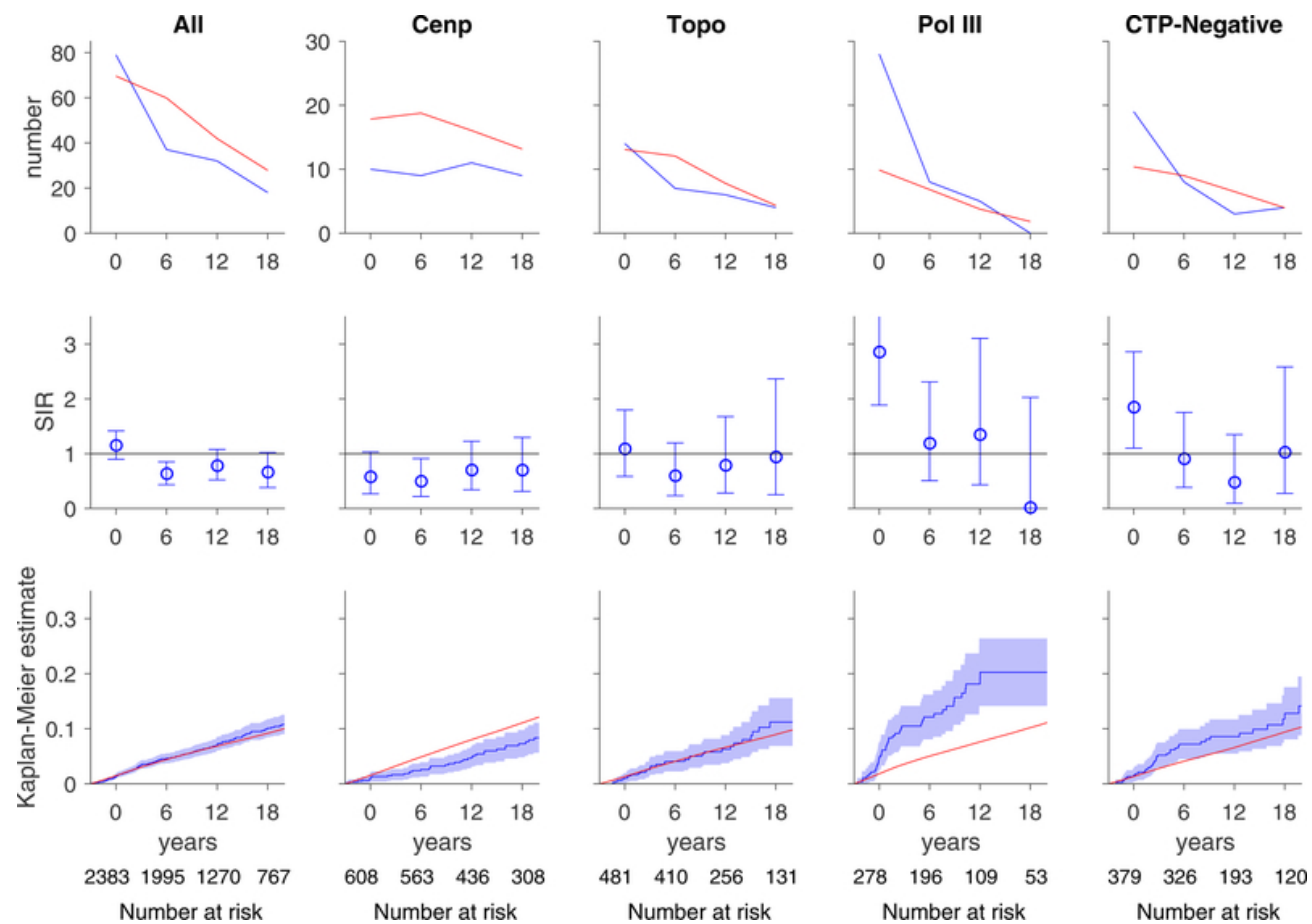 All Cenp Topo Pol III CTP-Negative
number
80
60
40
20
0
0 6 12 18
30
20
10
0
0 6 12 18
0 6 12 18
0 6 12 18
0 6 12 18
SIR
3
2
1
0
0 6 12 18
0 6 12 18
0 6 12 18
0 6 12 18
0 6 12 18
Kaplan-Meier estimate
0.3
0.2
0.1
0
0 6 12 18
0 6 12 18
0 6 12 18
0 6 12 18
0 6 12 18
years years years years years
2383 1995 1270 767
608 563 436 308
481 410 256 131
278 196 109 53
379 326 193 120
Number at risk Number at risk Number at risk Number at risk Number at risk